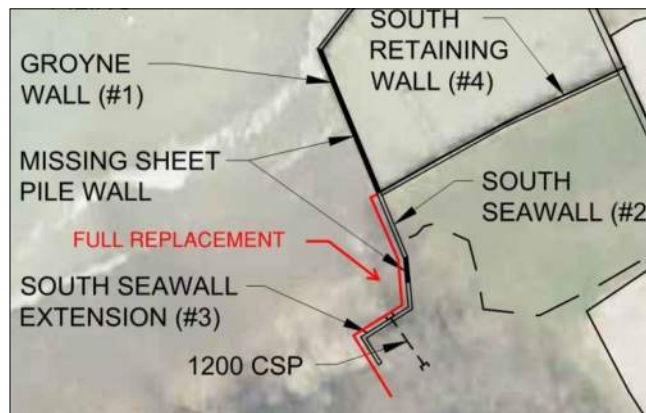 GROYNE
WALL (#1)
SOUTH
RETAINING
WALL (#4)
MISSING SHEET
PILE WALL
SOUTH
SEAWALL (#2
FULL REPLACEMENT
SOUTH SEAWALL
EXTENSION (#3)
1200 CSP